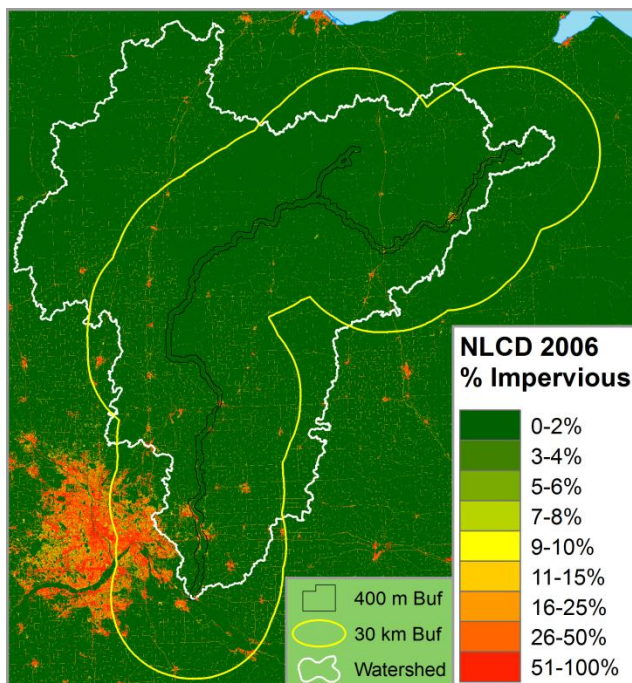 NLCD 2006
% Impervious
0-2%
3-4%
5-6%
7-8%
9-10%
11-15%
16-25%
26-50%
51-100%
400 m Buf
30 km Buf
Watershed